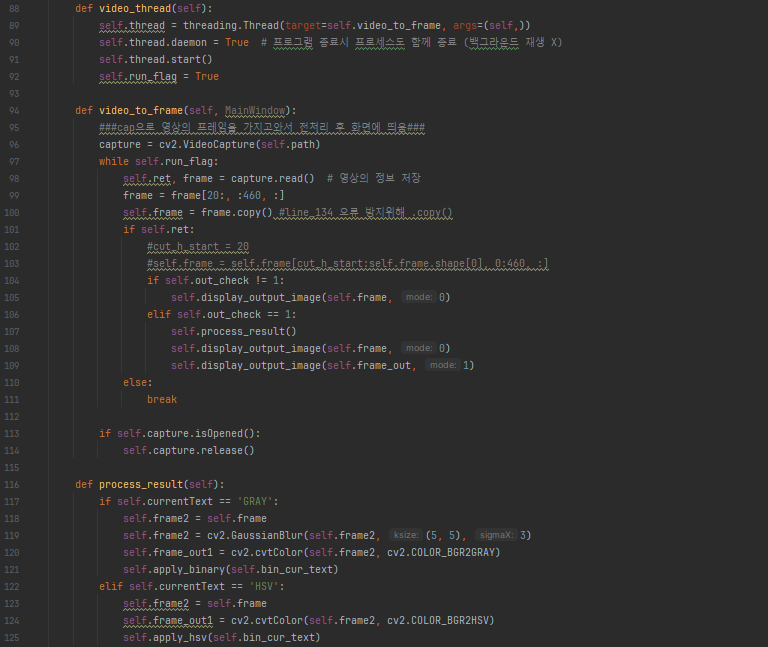 88 def video_thread(self):
89 self.thread = threading.Thread(target=self.video_to_frame, args=(self,))
90 self.thread.daemon = True # 프로그램 종료시 프로세스도 함께 종료 (백그라운드 재생 X)
91 self.thread.start()
92 self.run_flag = True
93
94 def video_to_frame(self, MainWindow):
95 ###cap으로 영상의 프레임을 가지고와서 전처리 후 화면에 띄움###
96 capture = cv2.VideoCapture(self.path)
97 while self.run_flag:
98 self.ret, frame = capture.read() # 영상의 정보 저장
99 frame = frame[20:, :460, :]
100 self.frame = frame.copy() #line_134 오류 방지위해 .copy()
101 if self.ret:
102 #cut_h_start = 20
103 #self.frame = self.frame[cut_h_start:self.frame.shape[0], 0:460, :]
104 if self.out_check != 1:
105 self.display_output_image(self.frame, mode: 0)
106 elif self.out_check == 1:
107 self.process_result()
108 self.display_output_image(self.frame, mode: 0)
109 self.display_output_image(self.frame_out, mode: 1)
110 else:
111 break
112
113 if self.capture.isOpened():
114 self.capture.release()
115
116 def process_result(self):
117 if self.currentText == 'GRAY':
118 self.frame2 = self.frame
119 self.frame2 = cv2.GaussianBlur(self.frame2, ksize: (5, 5), sigmaX: 3)
120 self.frame_out1 = cv2.cvtColor(self.frame2, cv2.COLOR_BGR2GRAY)
121 self.apply_binary(self.bin_cur_text)
122 elif self.currentText == 'HSV':
123 self.frame2 = self.frame
124 self.frame_out1 = cv2.cvtColor(self.frame2, cv2.COLOR_BGR2HSV)
125 self.apply_hsv(self.bin_cur_text)